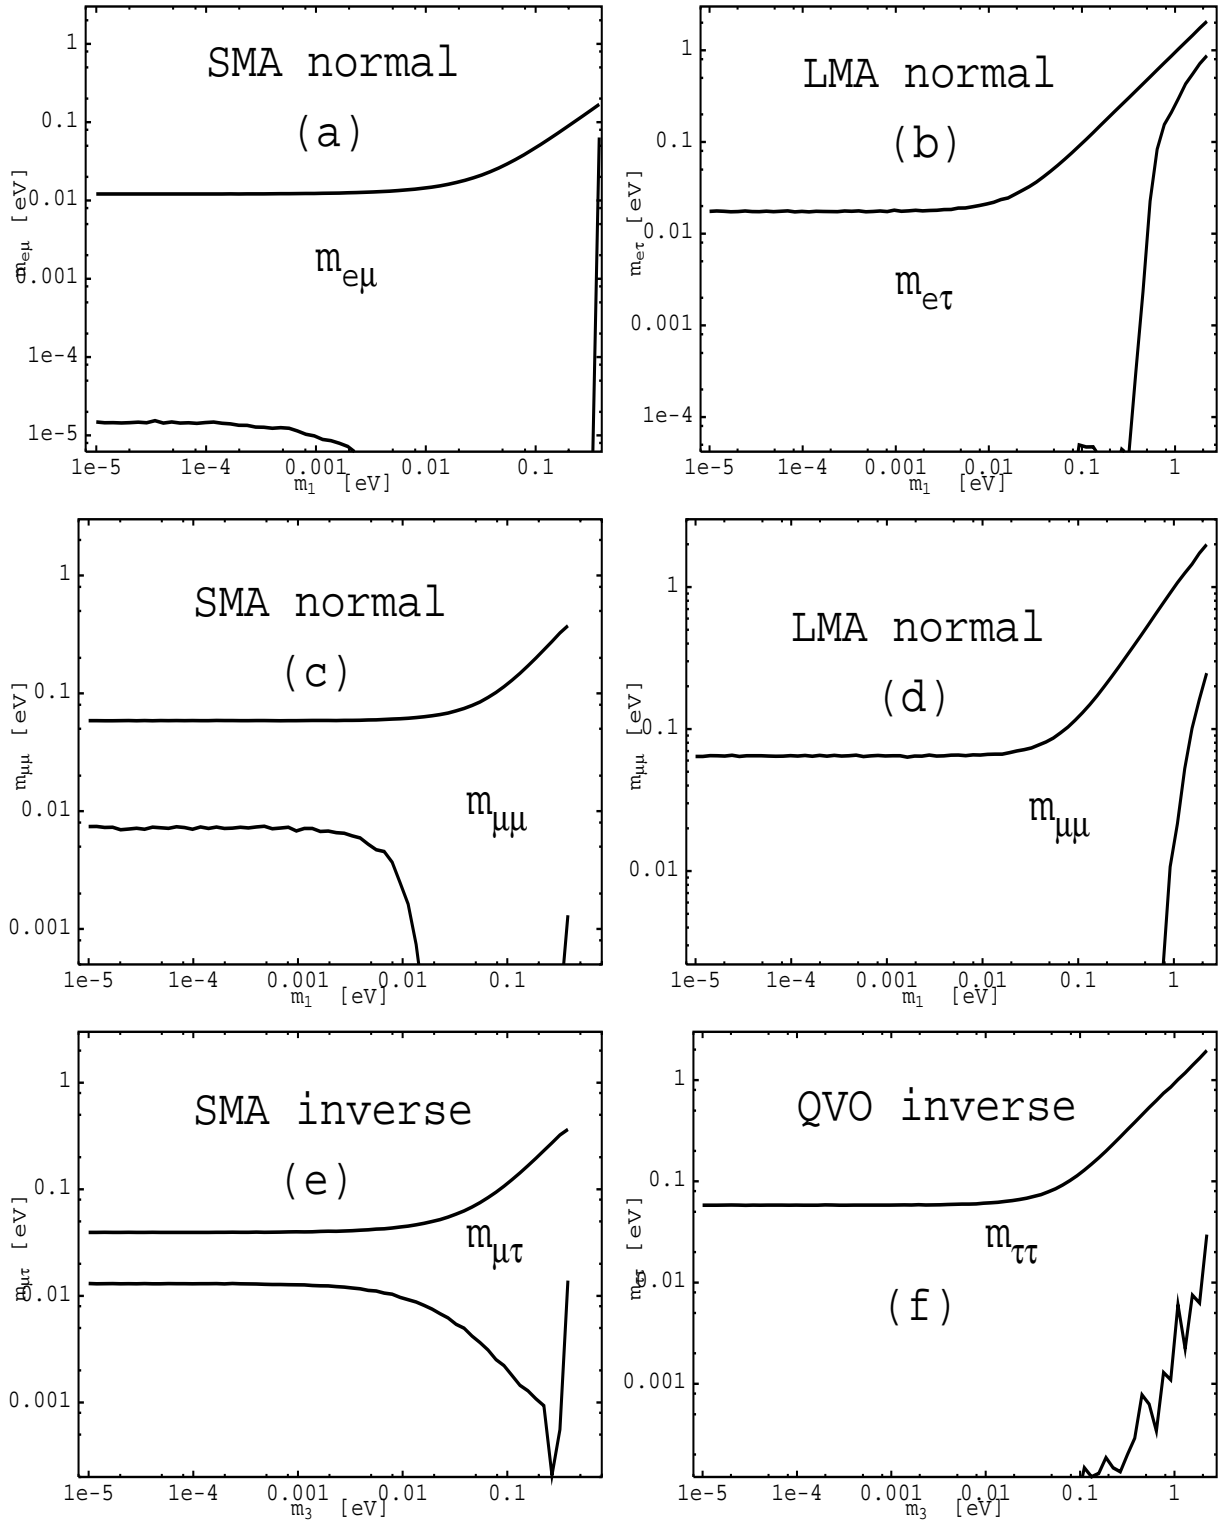 SMA normal
(a)
m_eμ
m_eμ [eV]
1
0.1
0.01
0.001
1e-4
1e-5
1e-5 1e-4 0.001 0.01 0.1
m_1 [eV]
LMA normal
(b)
m_eτ
m_eτ [eV]
1
0.1
0.01
0.001
1e-4
1e-5 1e-4 0.001 0.01 0.1 1
m_1 [eV]
SMA normal
(c)
m_μμ
m_μμ [eV]
1
0.1
0.01
0.001
1e-5 1e-4 0.001 0.01 0.1
m_1 [eV]
LMA normal
(d)
m_μμ
m_μμ [eV]
1
0.1
0.01
1e-5 1e-4 0.001 0.01 0.1 1
m_1 [eV]
SMA inverse
(e)
m_μτ
m_μτ [eV]
1
0.1
0.01
0.001
1e-5 1e-4 0.001 0.01 0.1
m_3 [eV]
QVO inverse
m_ττ
(f)
m_ττ [eV]
1
0.1
0.01
0.001
1e-5 1e-4 0.001 0.01 0.1 1
m_3 [eV]